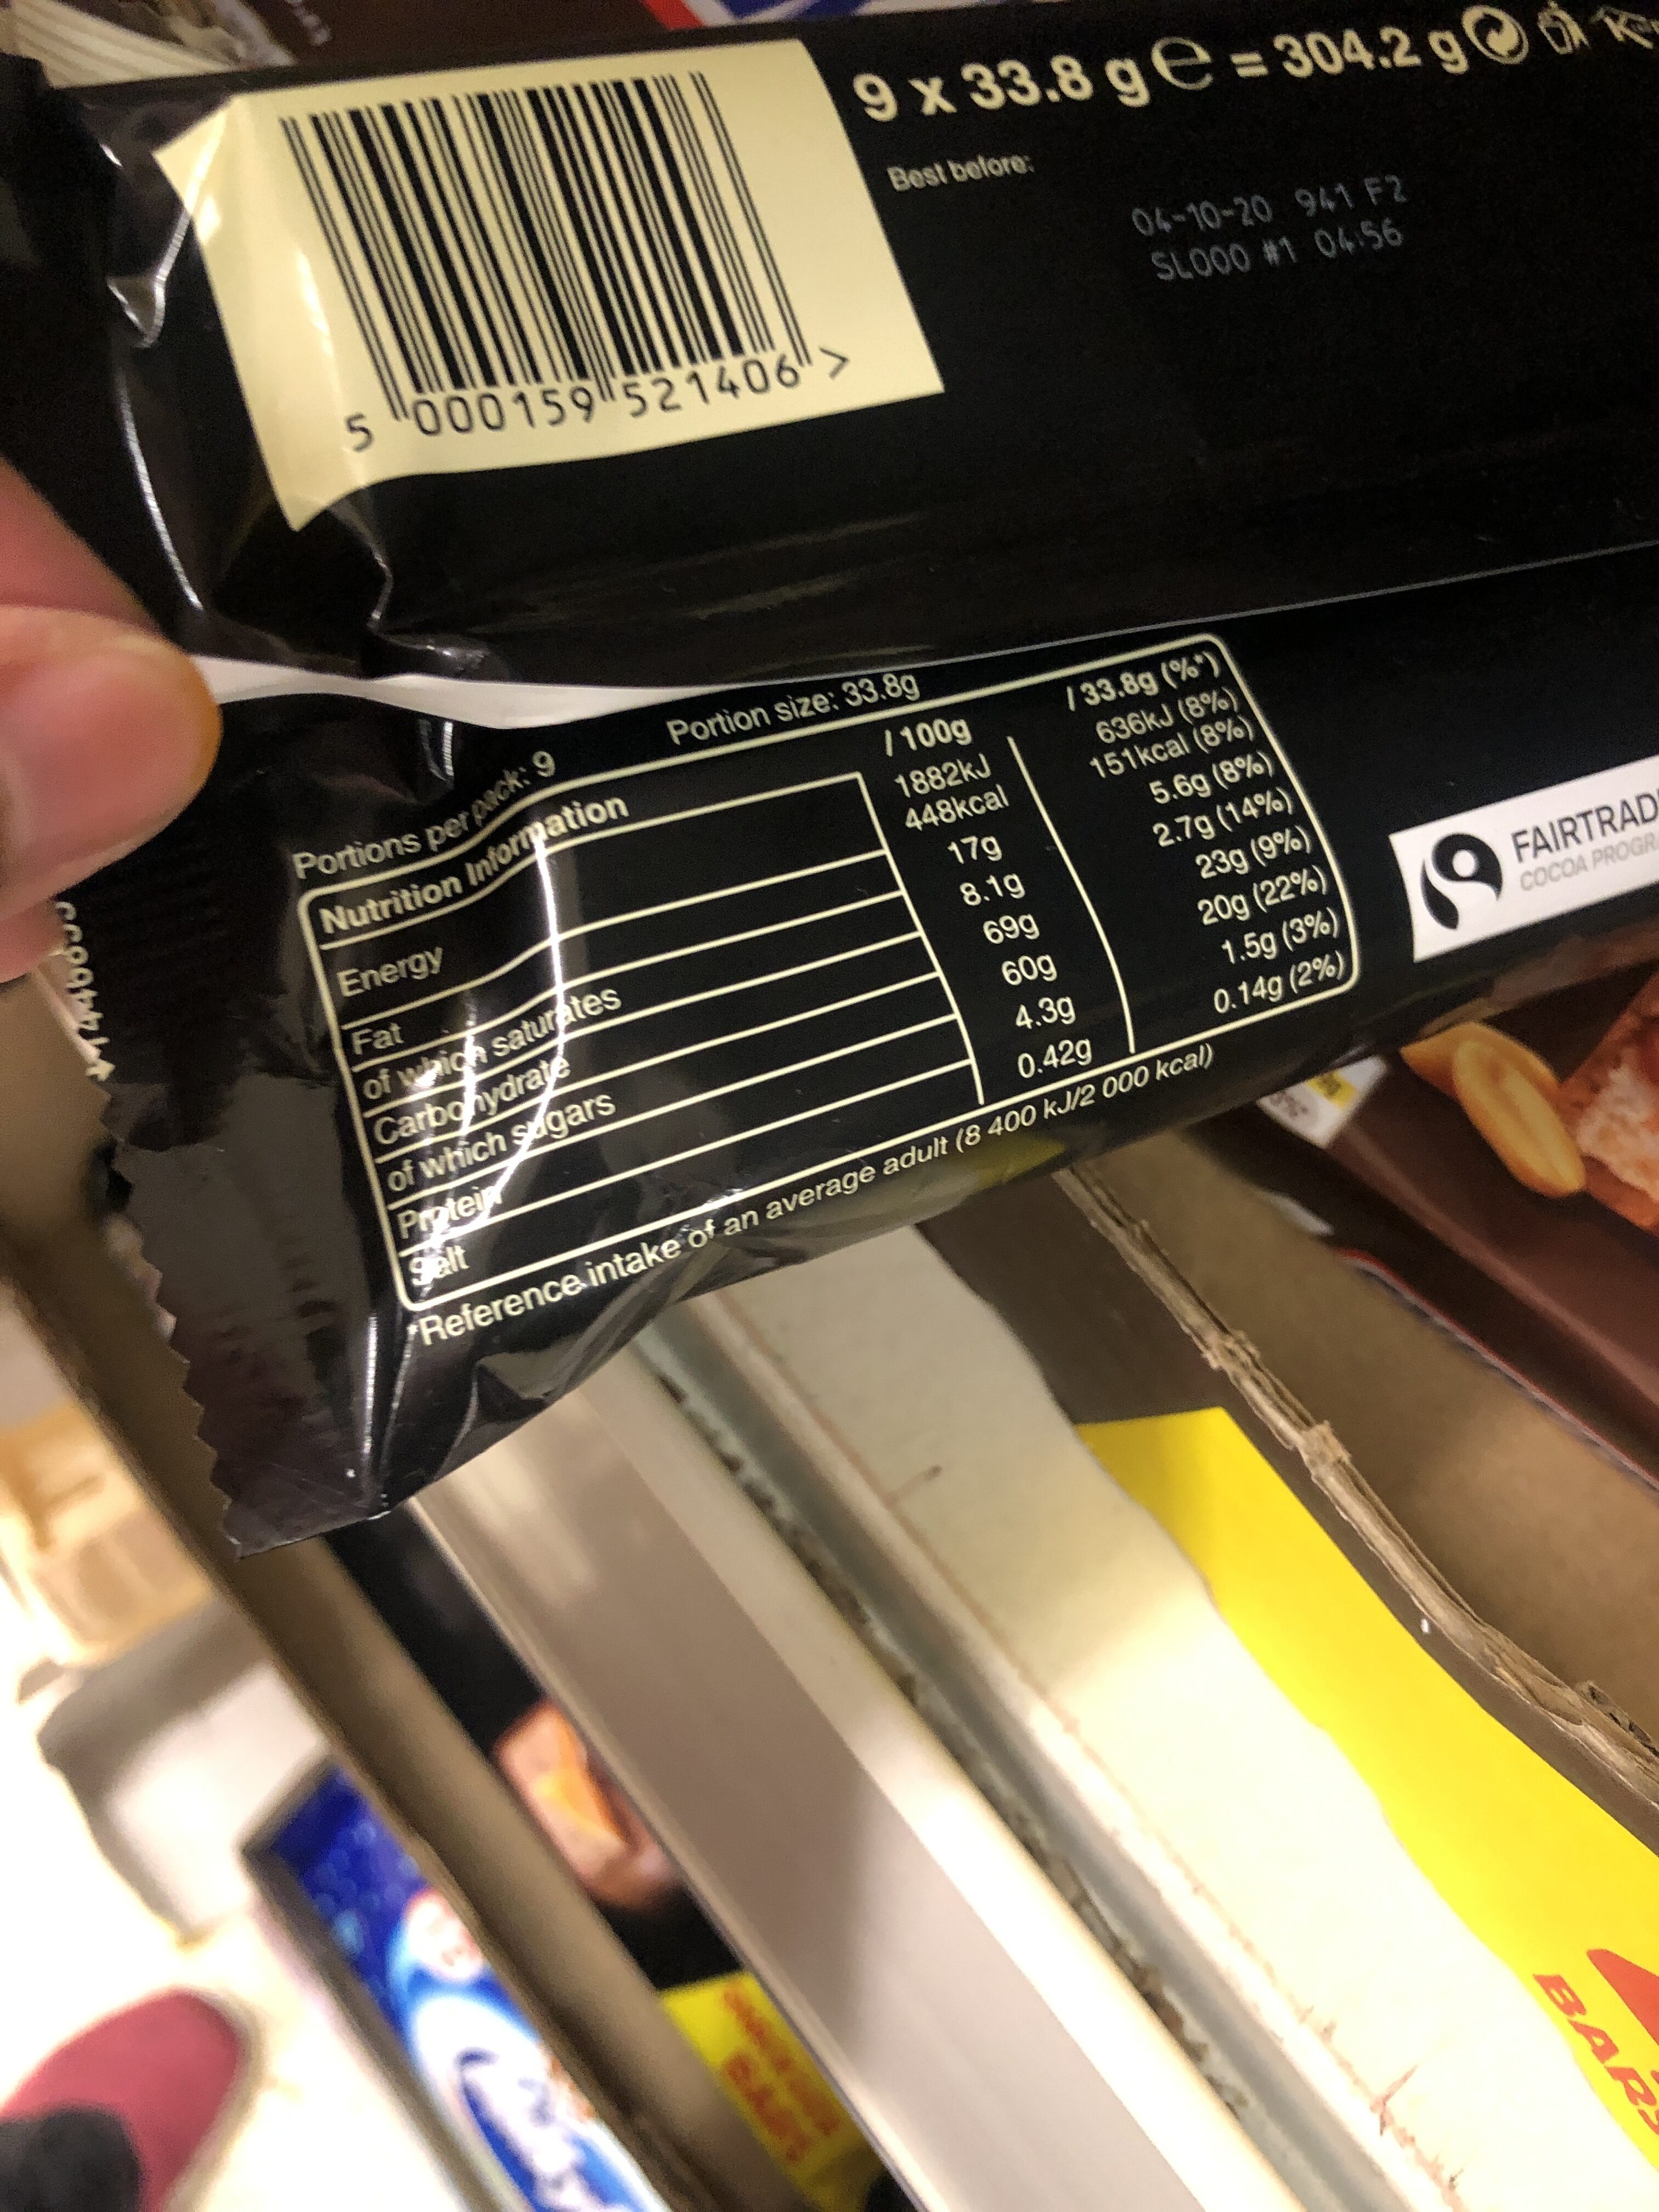 9 x 33.8 g e = 304.2 g
Best before:
04-10-20 941 F2
SL000 #1 04:56
5 000159 521406 >
Portions per pack: 9 Portion size: 33.8g
Nutrition Information /100g /33.8g (%*)
Energy 1882kJ 636kJ (8%)
448kcal 151kcal (8%)
Fat 17g 5.6g (8%)
of which saturates 8.1g 2.7g (14%)
Carbohydrate 69g 23g (9%)
of which sugars 60g 20g (22%)
Protein 4.3g 1.5g (3%)
Salt 0.42g 0.14g (2%)
*Reference intake of an average adult (8 400 kJ/2 000 kcal)
FAIRTRAD
COCOA PROGR
BARS
BARS